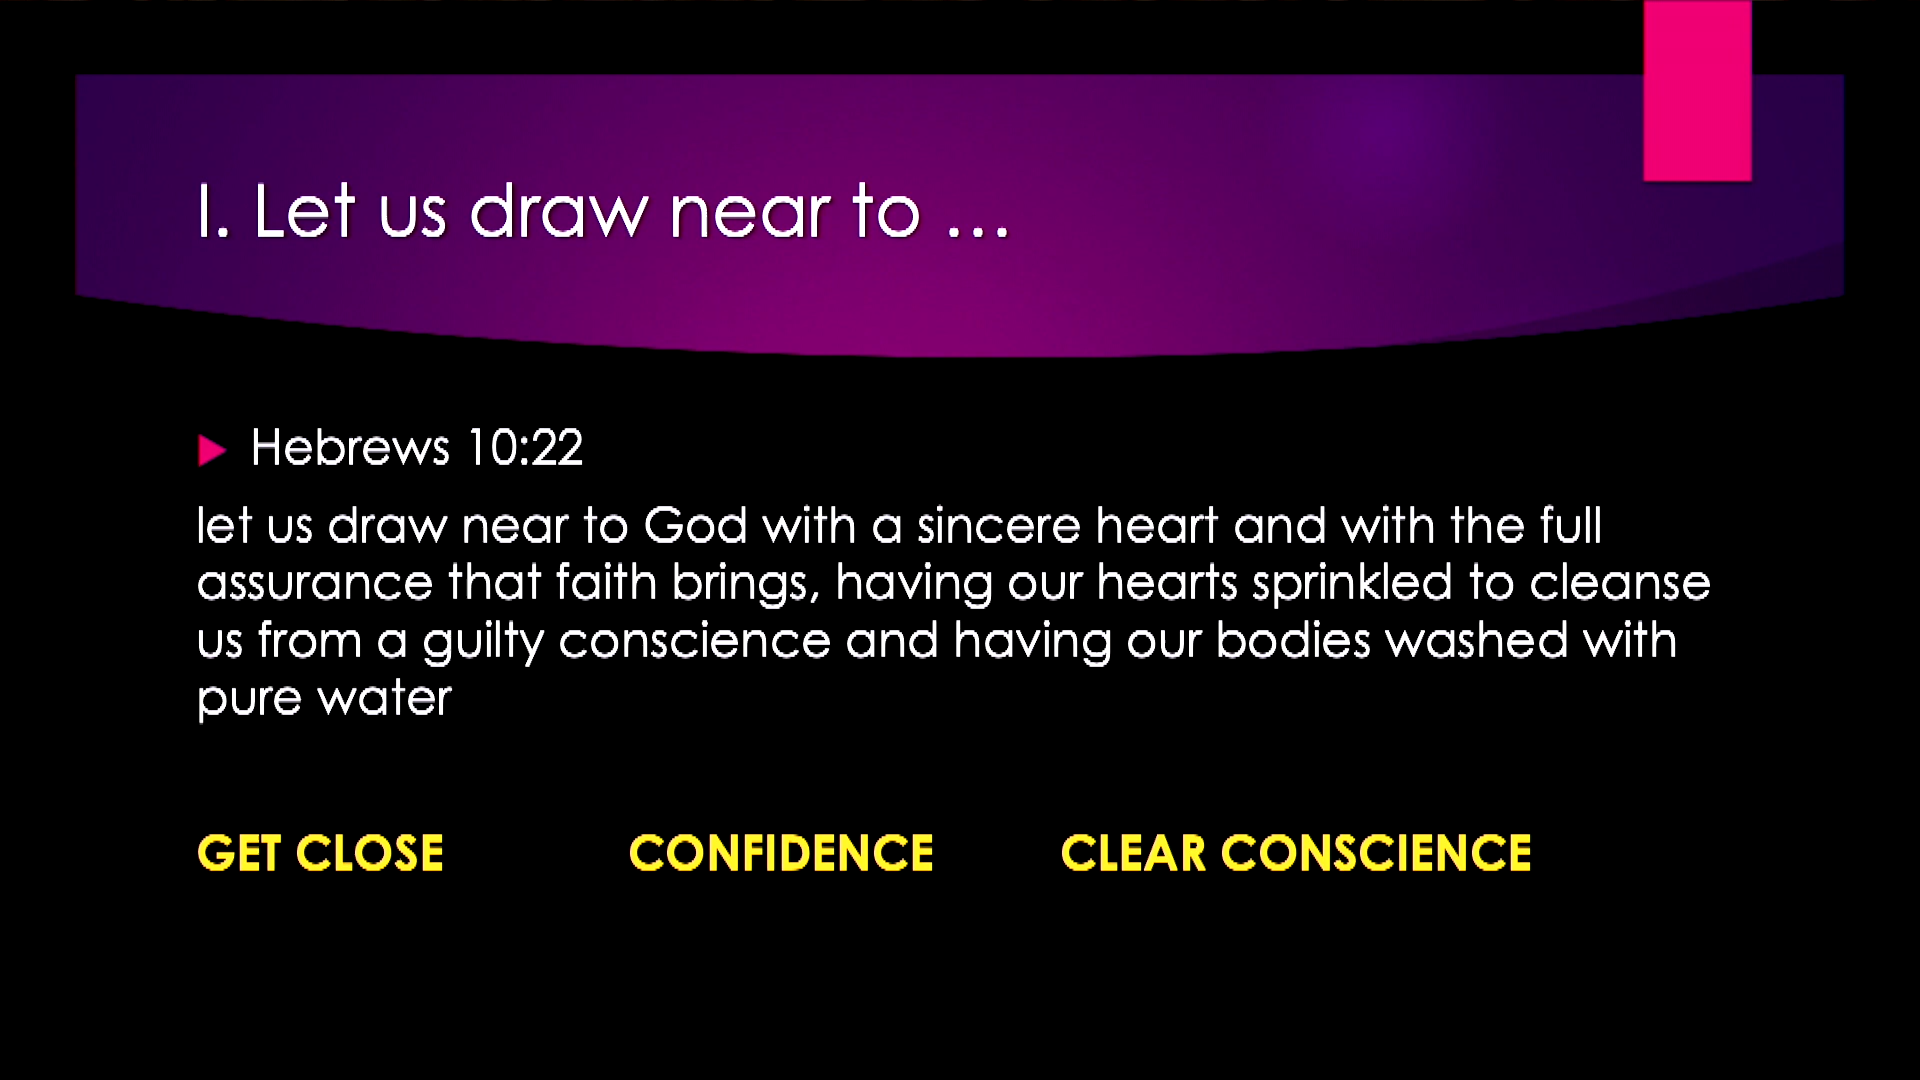 I. Let us draw near to ...
Hebrews 10:22
let us draw near to God with a sincere heart and with the full
assurance that faith brings, having our hearts sprinkled to cleanse
us from a guilty conscience and having our bodies washed with
pure water
GET CLOSE CONFIDENCE CLEAR CONSCIENCE